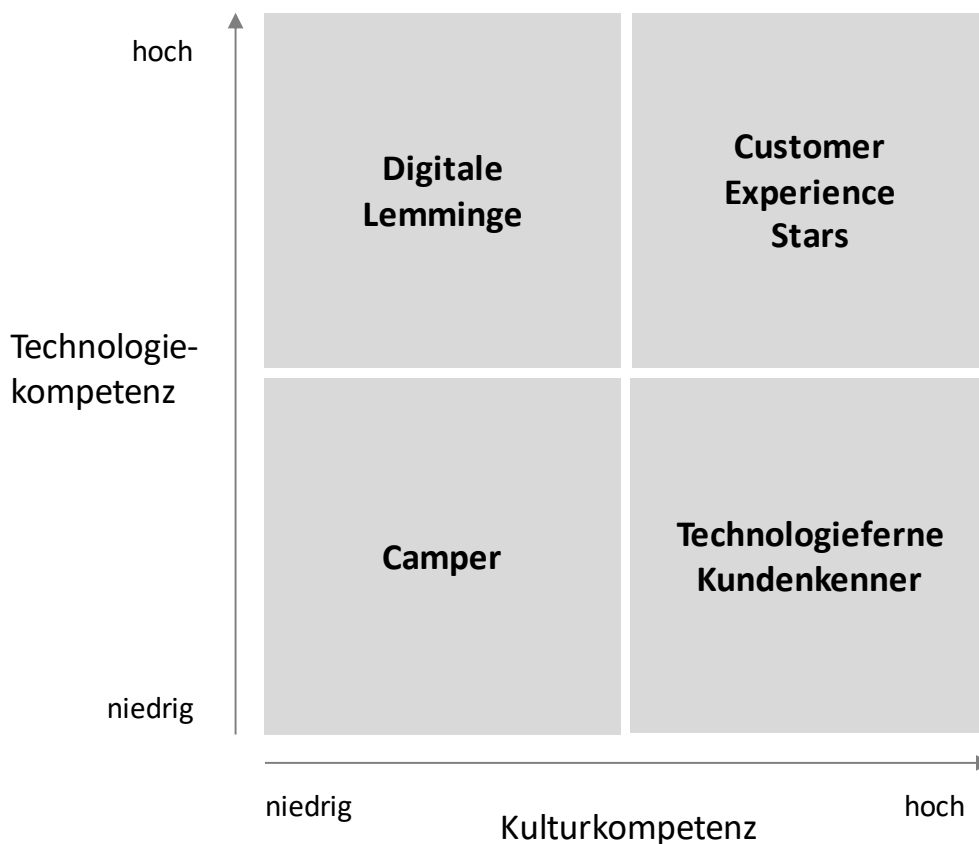 hoch
Digitale
Lemminge
Customer
Experience
Stars
Technologie-
kompetenz
Camper
Technologieferne
Kundenkenner
niedrig
niedrig
hoch
Kulturkompetenz